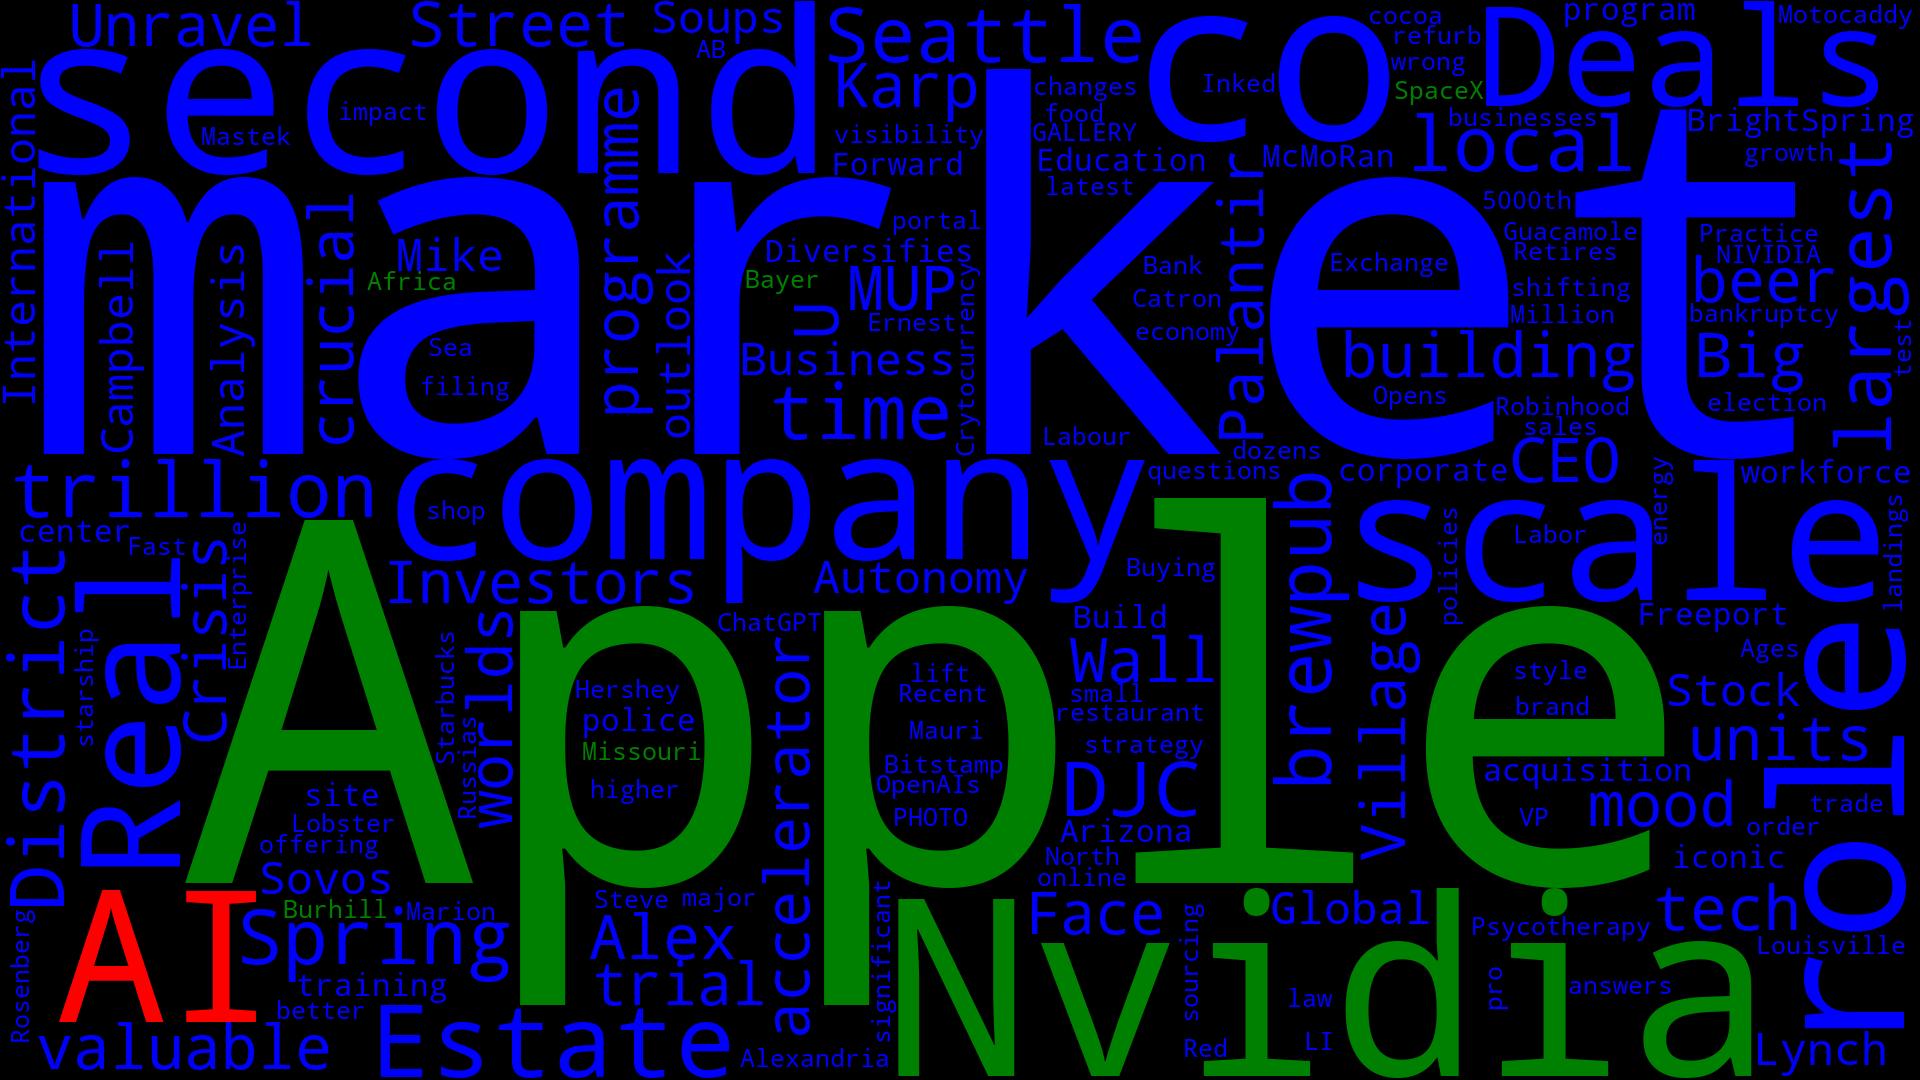 Unravel
Street
Soups
AB
Seattle
co
cocoa
refurb
wrong
SpaceX
Deals
program
Motocaddy
second
impact
Mastek
Karp
changes
Inked
food
GALLERY
visibility
Forward
Education
latest
McMoRan
businesses
local
BrightSpring
growth
International
market
Campbell
Analysis
crucial
Mike
Africa
Sea
filing
programme
outlook
portal
Diversifies
Bayer
MUP
U
Ernest
Business
time
Crytocurrency
Bank
Catron
economy
Labour
Palantir
Exchange
5000th
Guacamole
Retires
shifting
Million
building
Opens
Robinhood
sales
Practice
NIVIDIA
beer
bankruptcy
Big
election
largest
test
dozens
questions
corporate
CEO
workforce
trillion
company
shop
center
Fast
Investors
Autonomy
Buying
brewpub
scale
Labor
energy
policies
landings
District
Real
starship
Crisis
Enterprise
Apple
Starbucks
Russias
worlds
ChatGPT
Hershey
police
Missouri
higher
accelerator
lift
Recent
Mauri
Bitstamp
OpenAIs
PHOTO
Build
Wall
small
restaurant
strategy
DJC
Arizona
North
online
Village
Freeport
Ages
style
brand
Stock
units
acquisition
VP
mood
trade
order
iconic
role
site
Lobster
offering
Sovos
Burhill
Marion
AI
Spring
Rosenberg
training
better
valuable
Estate
Steve
major
Alex
trial
Alexandria
significant
Nvidia
Face
Global
sourcing
Red
law
LI
pro
Psycotherapy
answers
tech
Louisville
Lynch